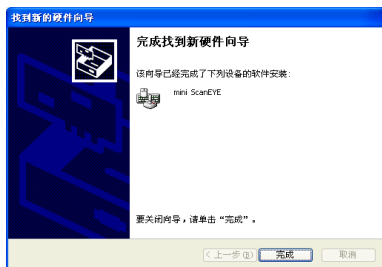 找到新的硬件向导
完成找到新硬件向导
该向导已经完成了下列设备的软件安装:
mini ScanEYE
要关闭向导，请单击“完成”。
<上一步(B) 完成 取消